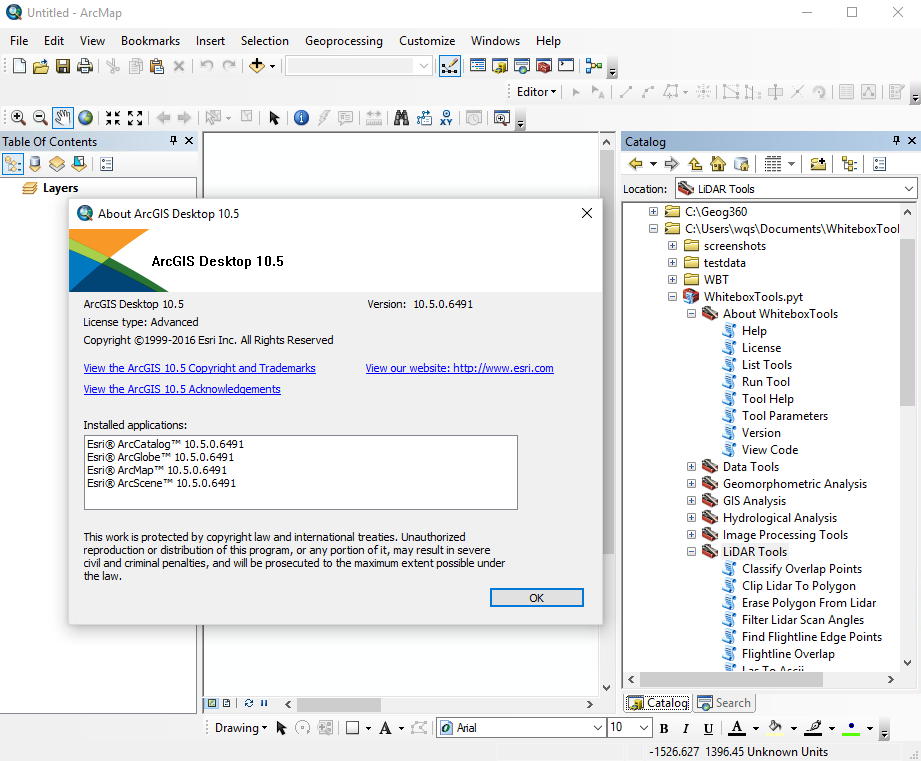 Untitled - ArcMap
File Edit View Bookmarks Insert Selection Geoprocessing Customize Windows Help
Editor
Table Of Contents
Layers
About ArcGIS Desktop 10.5
ArcGIS Desktop 10.5
ArcGIS Desktop 10.5 Version: 10.5.0.6491
License type: Advanced
Copyright ©1999-2016 Esri Inc. All Rights Reserved
View the ArcGIS 10.5 Copyright and Trademarks View our website: http://www.esri.com
View the ArcGIS 10.5 Acknowledgements
Installed applications:
Esri® ArcCatalog™ 10.5.0.6491
Esri® ArcGlobe™ 10.5.0.6491
Esri® ArcMap™ 10.5.0.6491
Esri® ArcScene™ 10.5.0.6491
This work is protected by copyright law and international treaties. Unauthorized
reproduction or distribution of this program, or any portion of it, may result in severe
civil and criminal penalties, and will be prosecuted to the maximum extent possible under
the law.
OK
Catalog
Location: LiDAR Tools
C:\Geog360
C:\Users\wqs\Documents\WhiteboxTool
screenshots
testdata
WBT
WhiteboxTools.pyt
About WhiteboxTools
Help
License
List Tools
Run Tool
Tool Help
Tool Parameters
Version
View Code
Data Tools
Geomorphometric Analysis
GIS Analysis
Hydrological Analysis
Image Processing Tools
LiDAR Tools
Classify Overlap Points
Clip Lidar To Polygon
Erase Polygon From Lidar
Filter Lidar Scan Angles
Find Flightline Edge Points
Flightline Overlap
Las To Ascii
Catalog Search
Drawing A Arial 10 B I U A
-1526.627 1396.45 Unknown Units